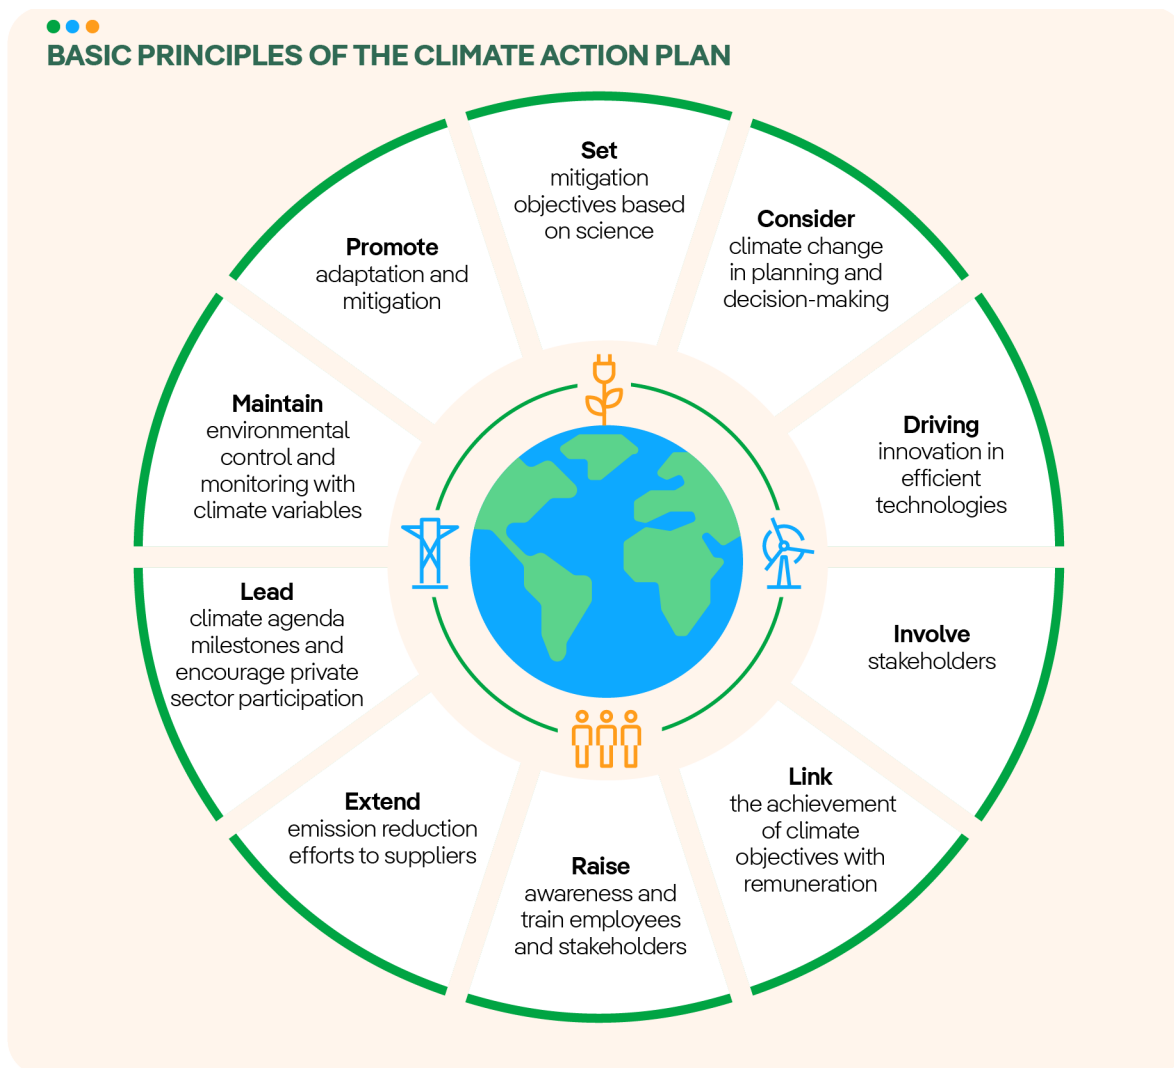 BASIC PRINCIPLES OF THE CLIMATE ACTION PLAN
Set
mitigation
objectives based
on science
Consider
climate change
in planning and
decision-making
Driving
innovation in
efficient
technologies
Involve
stakeholders
Link
the achievement
of climate
objectives with
remuneration
Raise
awareness and
train employees
and stakeholders
Extend
emission reduction
efforts to suppliers
Lead
climate agenda
milestones and
encourage private
sector participation
Maintain
environmental
control and
monitoring with
climate variables
Promote
adaptation and
mitigation